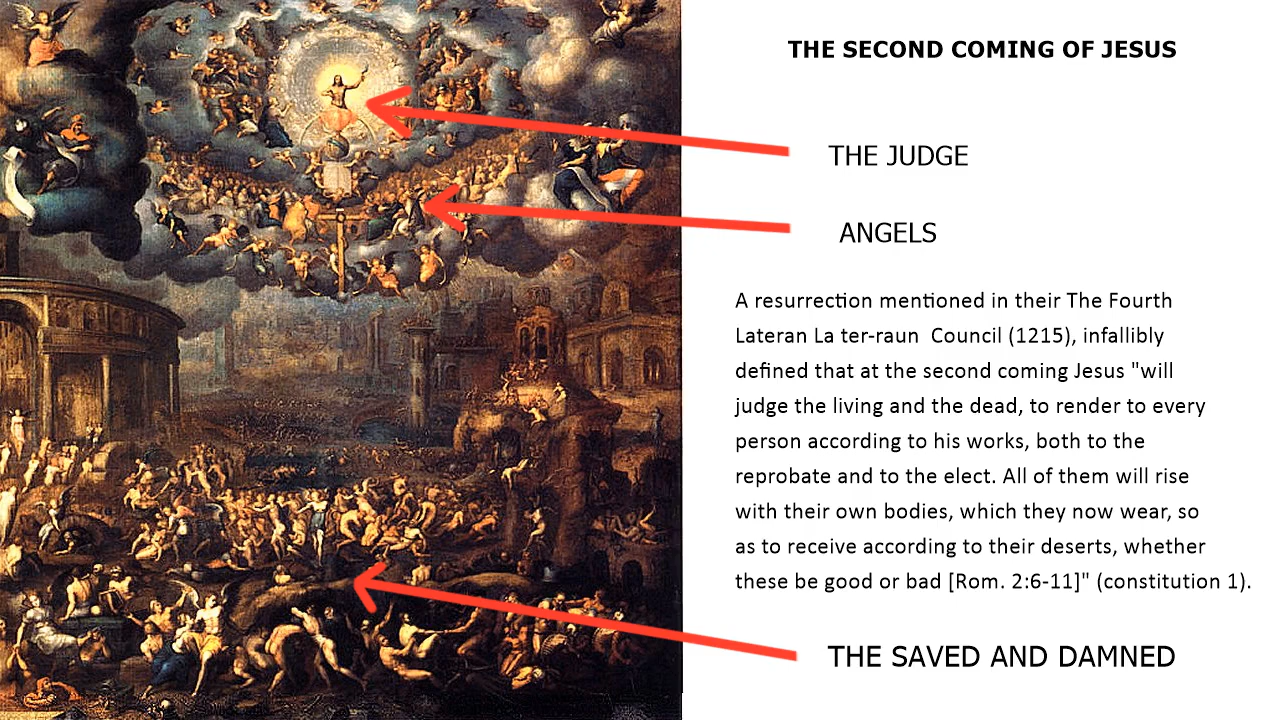 THE SECOND COMING OF JESUS
THE JUDGE
ANGELS
A resurrection mentioned in their The Fourth
Lateran La ter-raun  Council (1215), infallibly
defined that at the second coming Jesus "will
judge the living and the dead, to render to every
person according to his works, both to the
reprobate and to the elect. All of them will rise
with their own bodies, which they now wear, so
as to receive according to their deserts, whether
these be good or bad [Rom. 2:6-11]" (constitution 1).
THE SAVED AND DAMNED